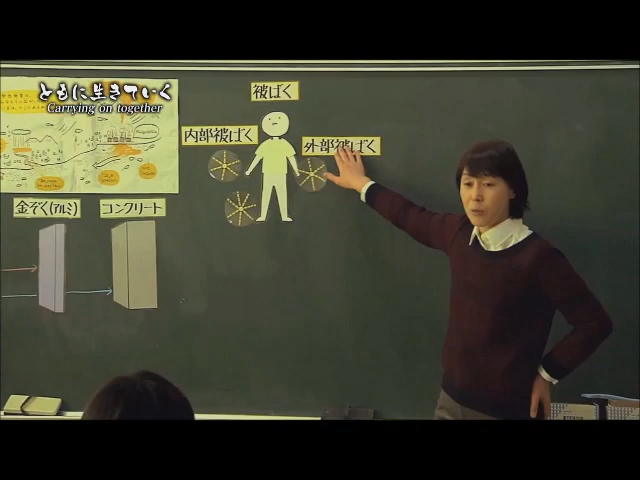 ともに生きていく
Carrying on together
被ばく
内部被ばく
外部被ばく
金ぞく(アルミ)
コンクリート